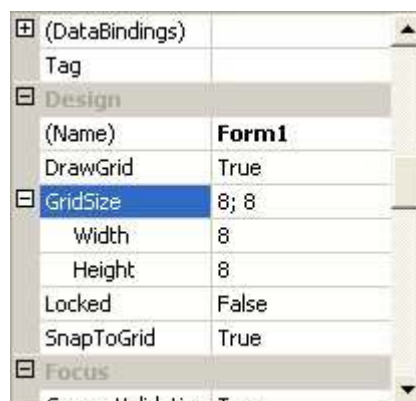 (DataBindings)
Tag
Design
(Name) Form1
DrawGrid True
GridSize 8; 8
Width 8
Height 8
Locked False
SnapToGrid True
Focus